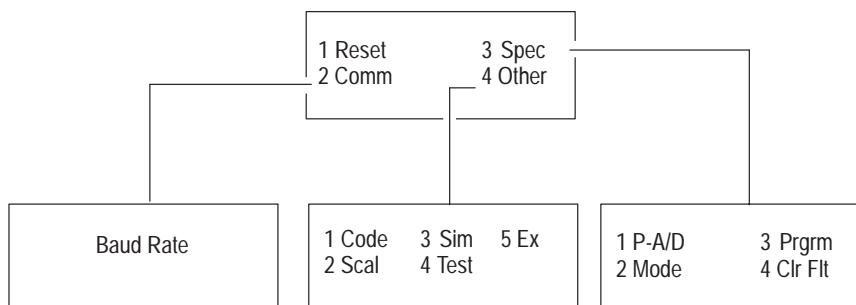 1 Reset 3 Spec
2 Comm 4 Other
Baud Rate
1 Code 3 Sim 5 Ex
2 Scal 4 Test
1 P-A/D 3 Prgrm
2 Mode 4 Clr Flt